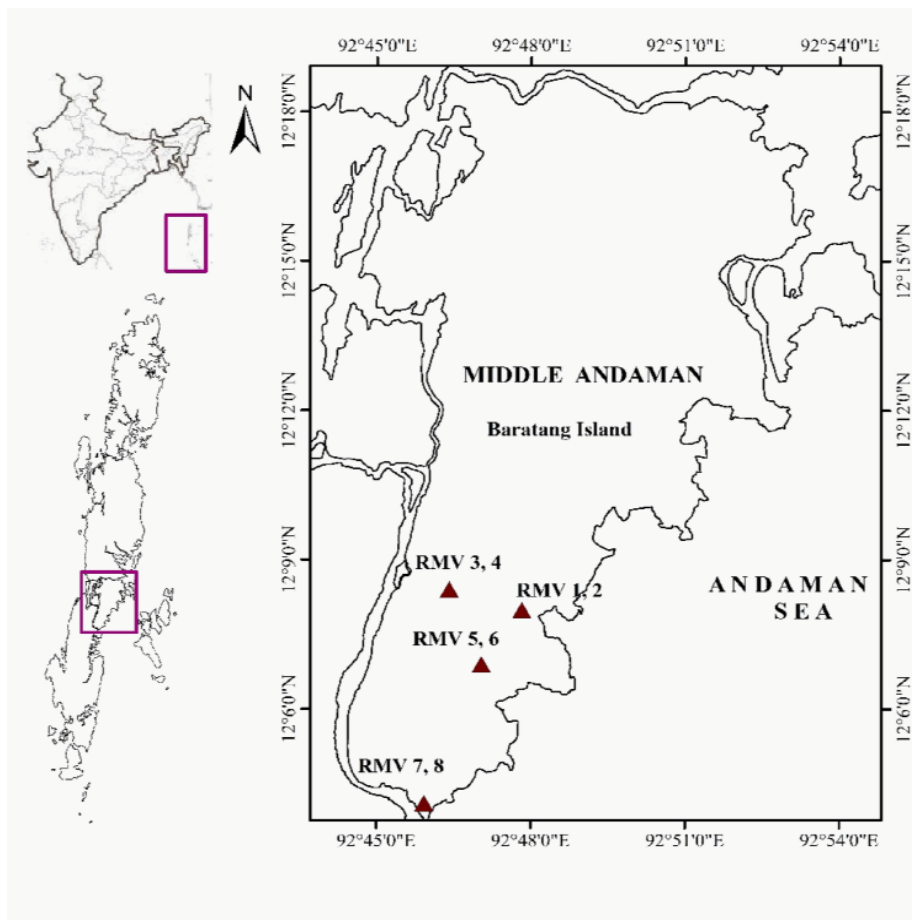 92°45'0"E 92°48'0"E 92°51'0"E 92°54'0"E
N
12°18'0"N 12°18'0"N
12°15'0"N 12°15'0"N
MIDDLE ANDAMAN
12°12'0"N 12°12'0"N
Baratang Island
12°9'0"N 12°9'0"N
RMV 3, 4
ANDAMAN
RMV 1, 2
SEA
RMV 5, 6
12°6'0"N 12°6'0"N
RMV 7, 8
92°45'0"E 92°48'0"E 92°51'0"E 92°54'0"E